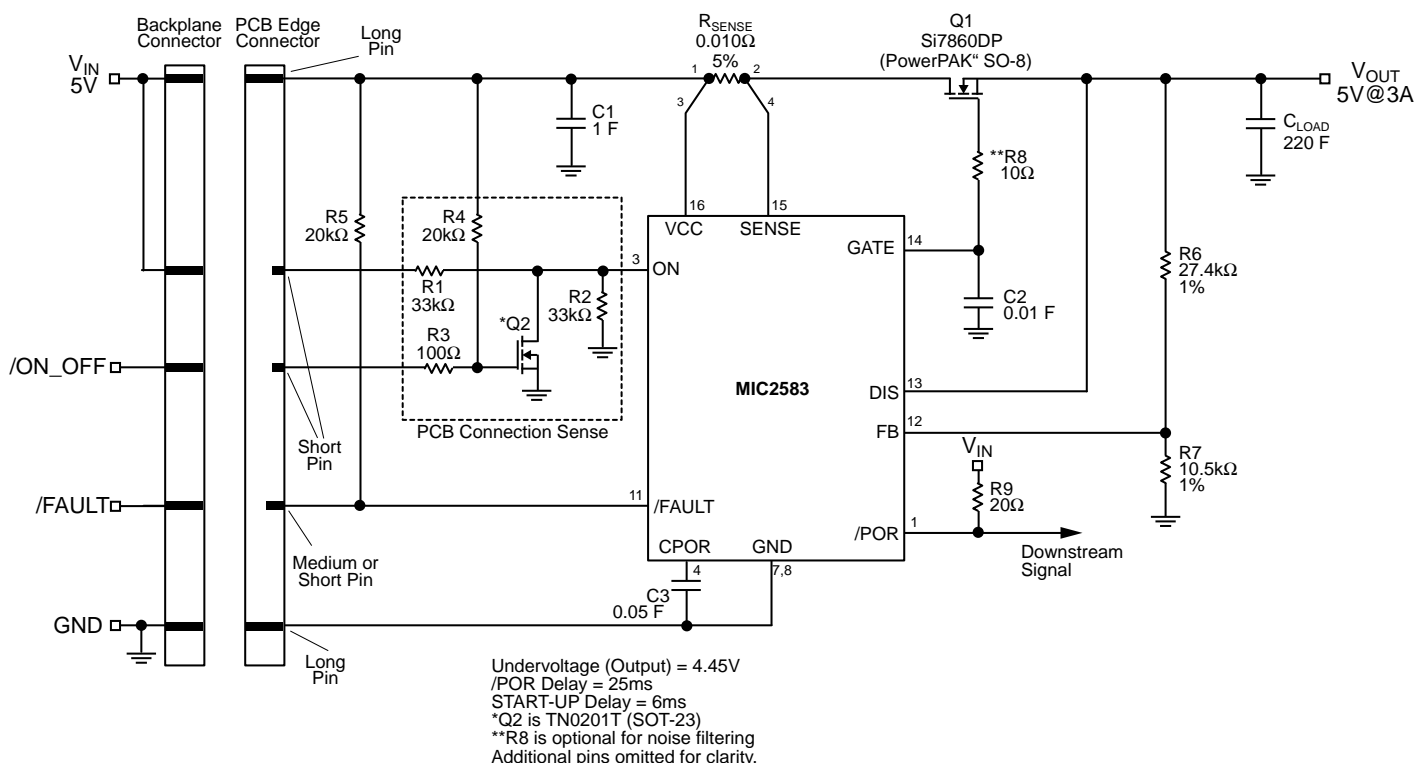 Backplane
Connector
PCB Edge
Connector
Long
Pin
RSENSE
0.010Ω
5%
Q1
Si7860DP
(PowerPAK“ SO-8)
VIN
5V
1
2
3
4
VOUT
5V@3A
C1
1 F
CLOAD
220 F
**R8
10Ω
R5
20kΩ
R4
20kΩ
16
15
VCC
SENSE
GATE
14
R6
27.4kΩ
1%
3
ON
R1
33kΩ
R2
33kΩ
C2
0.01 F
*Q2
R3
100Ω
/ON_OFF
MIC2583
DIS
13
PCB Connection Sense
FB
12
Short
Pin
VIN
R7
10.5kΩ
1%
R9
20Ω
/FAULT
11
/FAULT
/POR
1
Downstream
Signal
Medium or
Short Pin
CPOR
GND
4
7,8
C3
0.05 F
GND
Long
Pin
Undervoltage (Output) = 4.45V
/POR Delay = 25ms
START-UP Delay = 6ms
*Q2 is TN0201T (SOT-23)
**R8 is optional for noise filtering
Additional pins omitted for clarity.